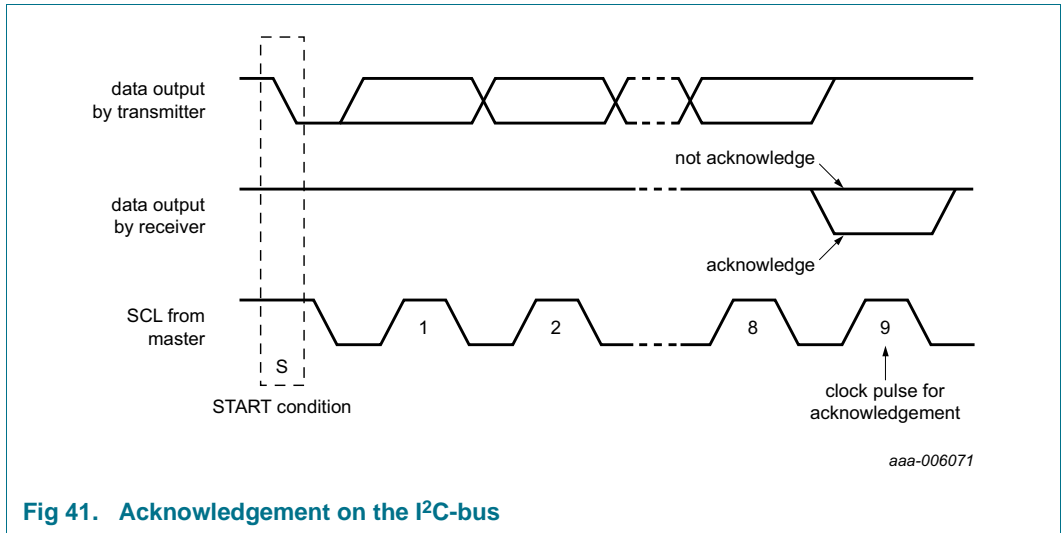 data output
by transmitter
not acknowledge
data output
by receiver
acknowledge
SCL from
master
1
2
8
9
S
START condition
clock pulse for
acknowledgement
aaa-006071
Fig 41. Acknowledgement on the I²C-bus